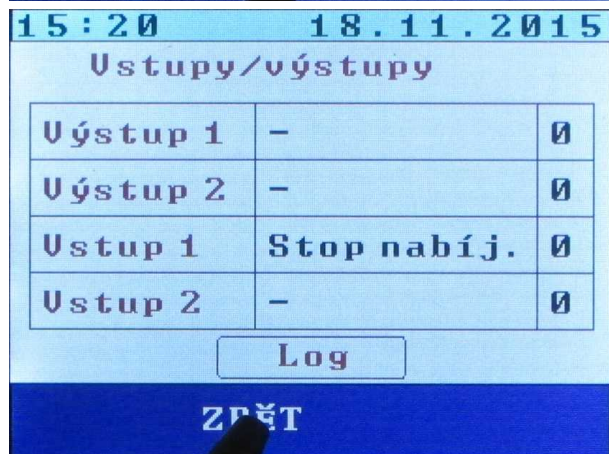 15:20 18.11.2015
Vstupy/výstupy
Výstup 1 – 0
Výstup 2 – 0
Vstup 1 Stop nabíj. 0
Vstup 2 – 0
Log